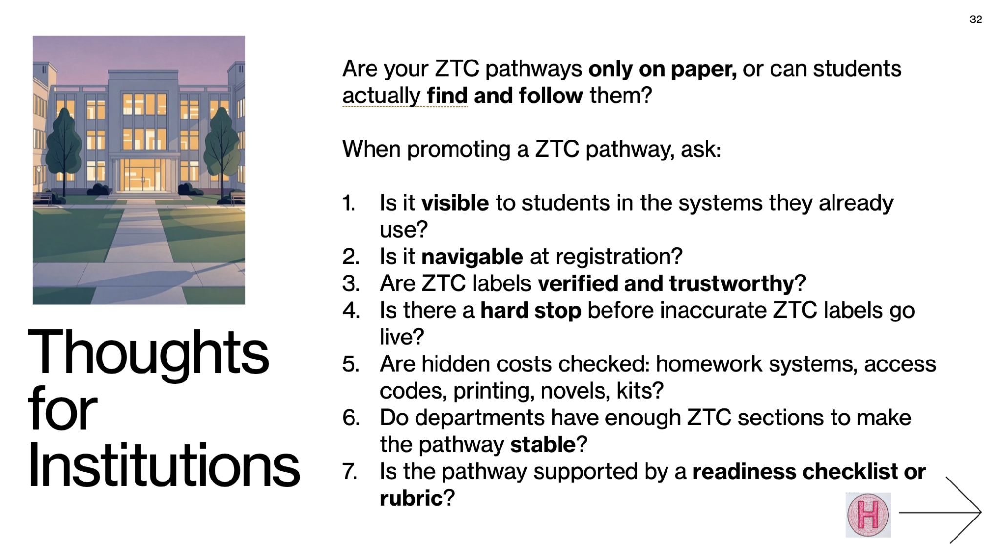 32
Are your ZTC pathways only on paper, or can students
actually find and follow them?
When promoting a ZTC pathway, ask:
1. Is it visible to students in the systems they already
use?
2. Is it navigable at registration?
3. Are ZTC labels verified and trustworthy?
4. Is there a hard stop before inaccurate ZTC labels go
live?
5. Are hidden costs checked: homework systems, access
codes, printing, novels, kits?
6. Do departments have enough ZTC sections to make
the pathway stable?
7. Is the pathway supported by a readiness checklist or
rubric?
Thoughts
for
Institutions
H